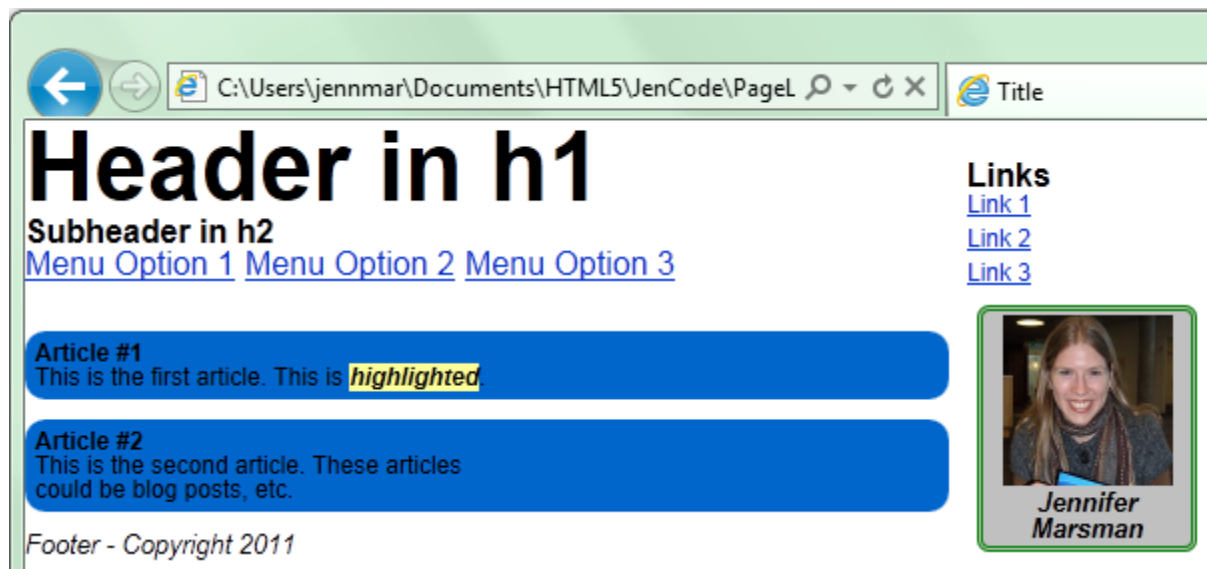 C:\Users\jennmar\Documents\HTML5\JenCode\PageL
Title
Header in h1
Subheader in h2
Menu Option 1 Menu Option 2 Menu Option 3
Article #1
This is the first article. This is highlighted.
Article #2
This is the second article. These articles
could be blog posts, etc.
Footer - Copyright 2011
Links
Link 1
Link 2
Link 3
Jennifer
Marsman